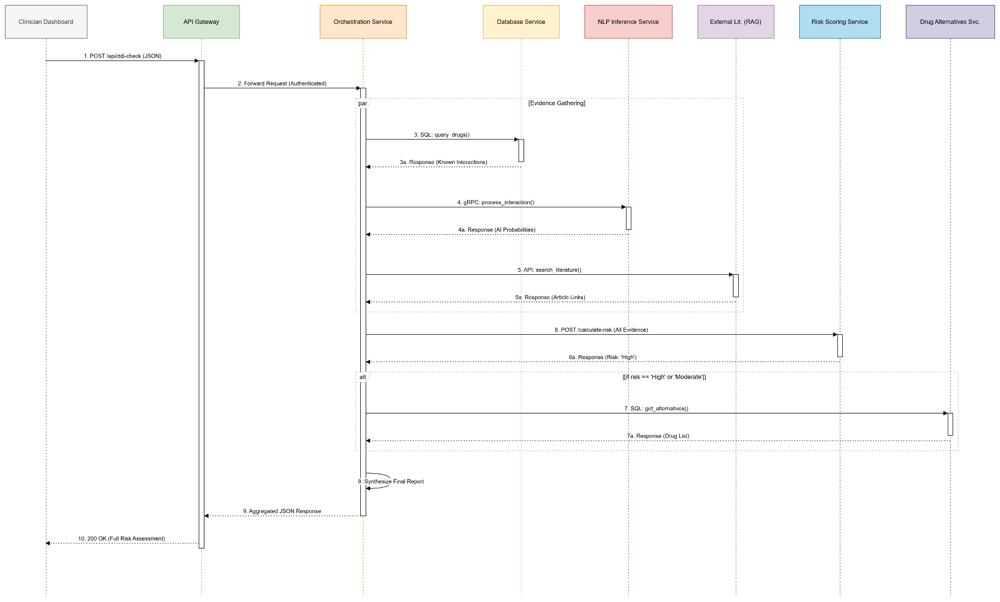 Clinician Dashboard
API Gateway
Orchestration Service
Database Service
NLP Inference Service
External Lit. (RAG)
Risk Scoring Service
Drug Alternatives Svc.
1. POST /api/ddi-check (JSON)
2. Forward Request (Authenticated)
par
[Evidence Gathering]
3. SQL: query_drugs()
3a. Response (Known Interactions)
4. gRPC: process_interaction()
4a. Response (AI Probabilities)
5. API: search_literature()
5a. Response (Article Links)
6. POST /calculate-risk (All Evidence)
6a. Response (Risk: 'High')
alt
[[if risk == 'High' or 'Moderate']]
7. SQL: get_alternatives()
7a. Response (Drug List)
8. Synthesize Final Report
9. Aggregated JSON Response
10. 200 OK (Full Risk Assessment)